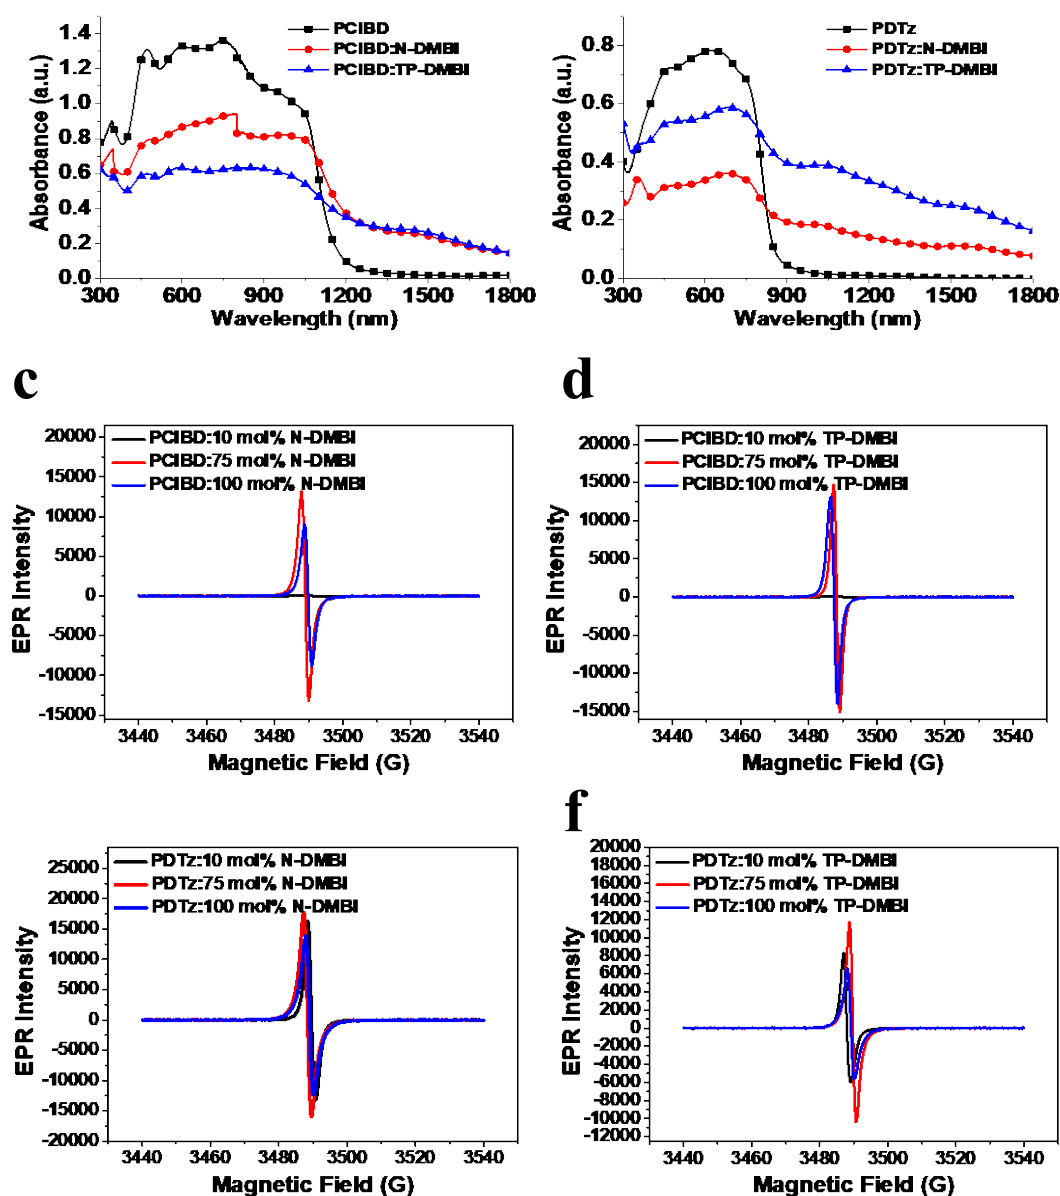 PCIBD
PCIBD:N-DMBI
PCIBD:TP-DMBI
Absorbance (a.u.)
1.4
1.2
1.0
0.8
0.6
0.4
0.2
0.0
300 600 900 1200 1500 1800
Wavelength (nm)
PDTz
PDTz:N-DMBI
PDTz:TP-DMBI
Absorbance (a.u.)
0.8
0.6
0.4
0.2
0.0
300 600 900 1200 1500 1800
Wavelength (nm)
c
PCIBD:10 mol% N-DMBI
PCIBD:75 mol% N-DMBI
PCIBD:100 mol% N-DMBI
EPR Intensity
20000
15000
10000
5000
0
-5000
-10000
-15000
3440 3460 3480 3500 3520 3540
Magnetic Field (G)
d
PCIBD:10 mol% TP-DMBI
PCIBD:75 mol% TP-DMBI
PCIBD:100 mol% TP-DMBI
EPR Intensity
20000
15000
10000
5000
0
-5000
-10000
-15000
3440 3460 3480 3500 3520 3540
Magnetic Field (G)
PDTz:10 mol% N-DMBI
PDTz:75 mol% N-DMBI
PDTz:100 mol% N-DMBI
EPR Intensity
25000
20000
15000
10000
5000
0
-5000
-10000
-15000
-20000
3440 3460 3480 3500 3520 3540
Magnetic Field (G)
f
PDTz:10 mol% TP-DMBI
PDTz:75 mol% TP-DMBI
PDTz:100 mol% TP-DMBI
EPR Intensity
20000
18000
16000
14000
12000
10000
8000
6000
4000
2000
0
-2000
-4000
-6000
-8000
-10000
-12000
3440 3460 3480 3500 3520 3540
Magnetic Field (G)